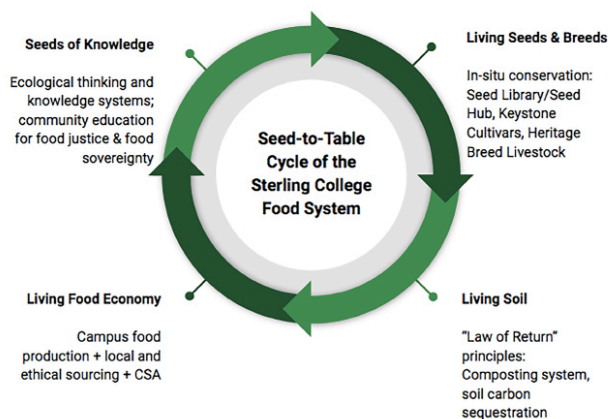 Seeds of Knowledge
Ecological thinking and
knowledge systems;
community education
for food justice & food
sovereignty
Living Seeds & Breeds
In-situ conservation:
Seed Library/Seed
Hub, Keystone
Cultivars, Heritage
Breed Livestock
Seed-to-Table
Cycle of the
Sterling College
Food System
Living Food Economy
Campus food
production + local and
ethical sourcing + CSA
Living Soil
"Law of Return"
principles:
Composting system,
soil carbon
sequestration